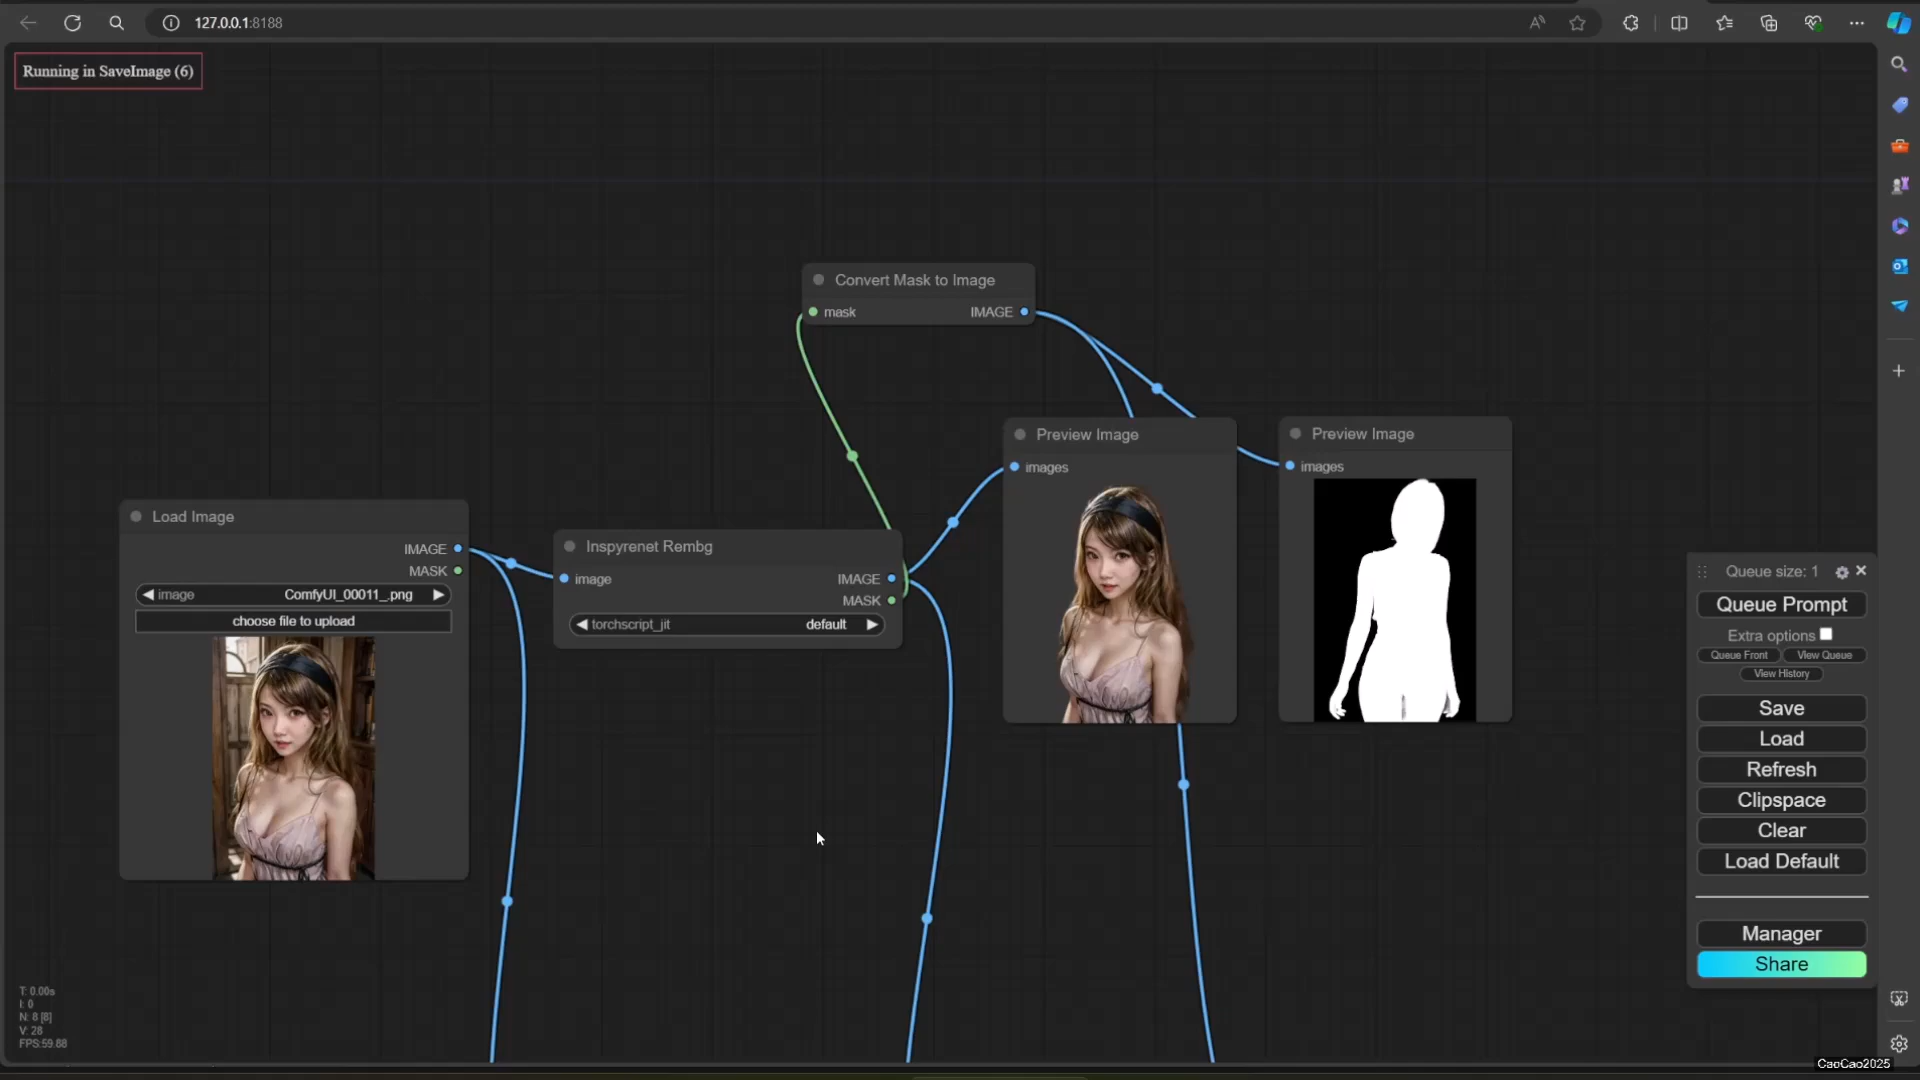 127.0.0.1:8188
Running in SaveImage (6)
Convert Mask to Image
mask IMAGE
Preview Image
images
Preview Image
images
Load Image
IMAGE
MASK
image ComfyUI_00011_.png
choose file to upload
Inspyrenet Rembg
image IMAGE
MASK
torchscript_jit default
Queue size: 1
Queue Prompt
Extra options
Queue Front View Queue
View History
Save
Load
Refresh
Clipspace
Clear
Load Default
Manager
Share
T: 0.00s
I: 0
N: 8 [8]
V: 28
FPS:59.88
CaoCao2025